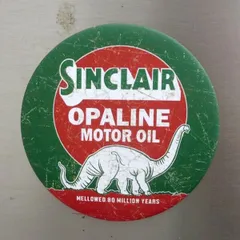 SINCLAIR
OPALINE
MOTOR OIL
MELLOWED 80 MILLION YEARS